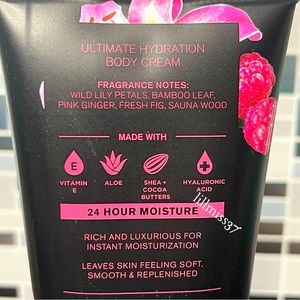 ULTIMATE HYDRATION
BODY CREAM
FRAGRANCE NOTES:
WILD LILY PETALS, BAMBOO LEAF,
PINK GINGER, FRESH FIG, SAUNA WOOD
MADE WITH
E
VITAMIN
E
ALOE
SHEA +
COCOA
BUTTERS
HYALURONIC
ACID
24 HOUR MOISTURE
RICH AND LUXURIOUS FOR
INSTANT MOISTURIZATION
LEAVES SKIN FEELING SOFT,
SMOOTH & REPLENISHED
lillmiss37